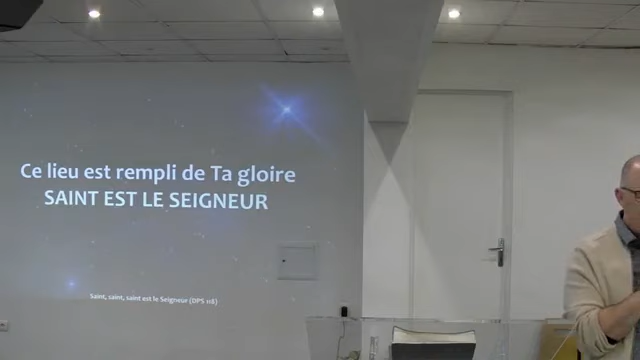 Ce lieu est rempli de Ta gloire
SAINT EST LE SEIGNEUR
Saint, saint, saint est le Seigneur (DPS 118)